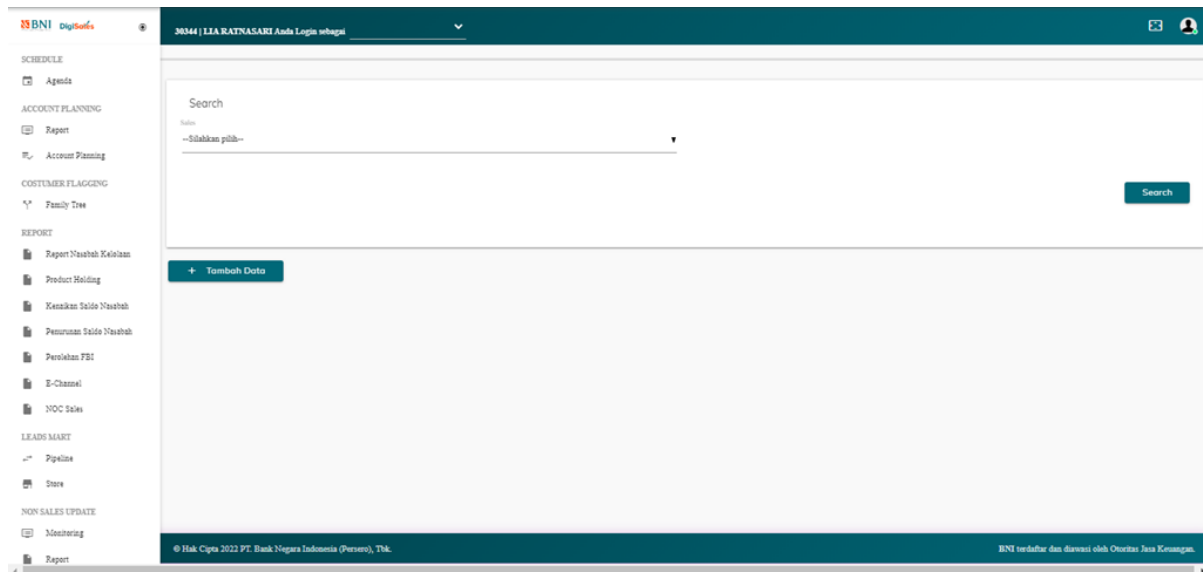 BNI DigiSales
30344 | LIA RATNASARI Anda Login sebagai
SCHEDULE
Agenda
ACCOUNT PLANNING
Report
Account Planning
COSTUMER FLAGGING
Family Tree
REPORT
Report Nasabah Kelolaan
Product Holding
Kenaikan Saldo Nasabah
Penurunan Saldo Nasabah
Perolehan FBI
E-Channel
NOC Sales
LEADS MART
Pipeline
Store
NON SALES UPDATE
Monitoring
Report
Search
Sales
--Silahkan pilih--
Search
+ Tambah Data
© Hak Cipta 2022 PT. Bank Negara Indonesia (Persero), Tbk.
BNI terdaftar dan diawasi oleh Otoritas Jasa Keuangan.